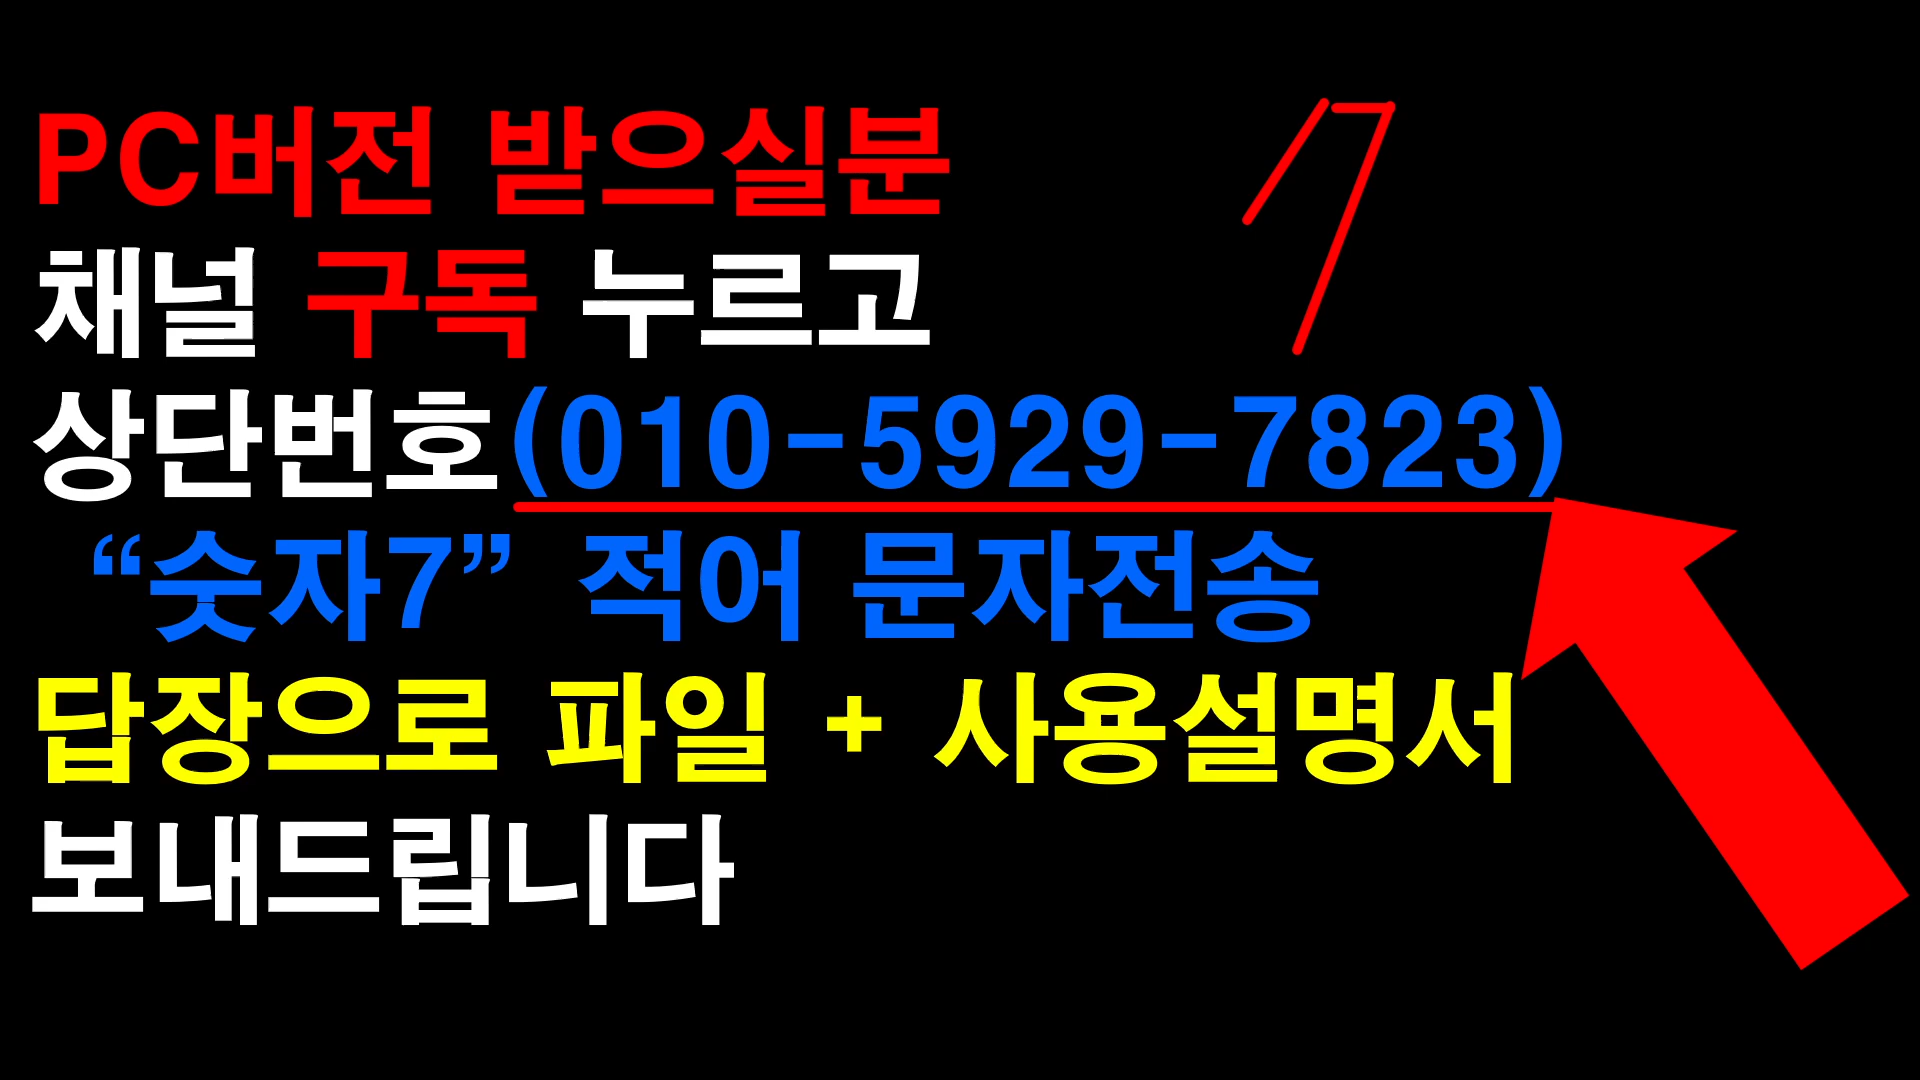 PC버전 받으실분
채널 구독 누르고
상단번호(010-5929-7823)
“숫자7” 적어 문자전송
답장으로 파일 + 사용설명서
보내드립니다
7